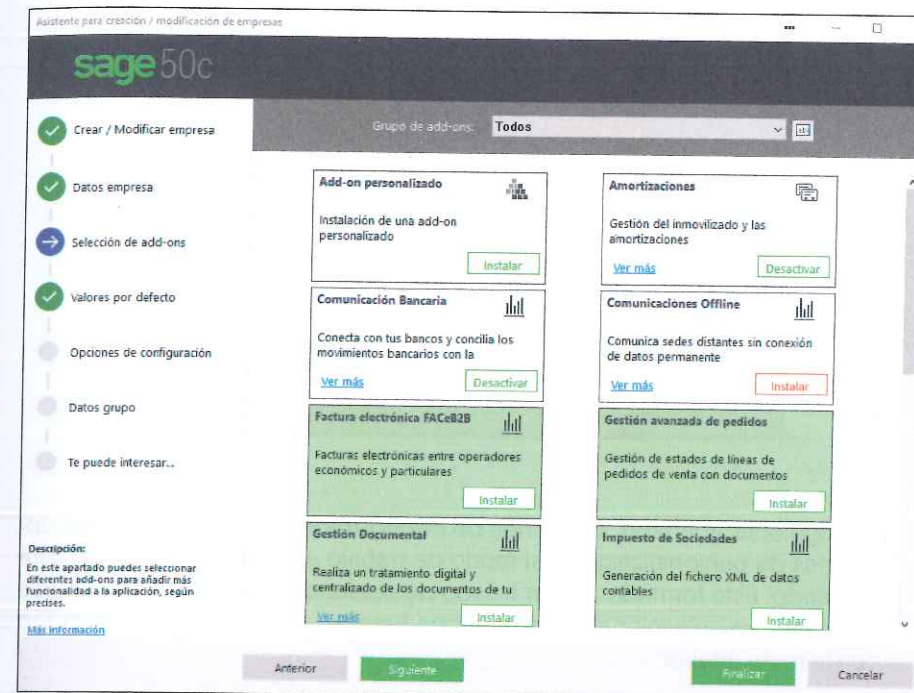 Asistente para creación / modificación de empresas
sage 50c
Crear / Modificar empresa
Datos empresa
Selección de add-ons
Valores por defecto
Opciones de configuración
Datos grupo
Te puede interesar...
Descripción:
En este apartado puedes seleccionar
diferentes add-ons para añadir más
funcionalidad a la aplicación, según
precises.
Más información
Grupo de add-ons: Todos
Add-on personalizado
Instalación de una add-on
personalizado
Instalar
Amortizaciones
Gestión del inmovilizado y las
amortizaciones
Ver más
Desactivar
Comunicación Bancaria
Conecta con tus bancos y concilia los
movimientos bancarios con la
Ver más
Desactivar
Comunicaciones Offline
Comunica sedes distantes sin conexión
de datos permanente
Ver más
Instalar
Factura electrónica FACeB2B
Facturas electrónicas entre operadores
económicos y particulares
Instalar
Gestión avanzada de pedidos
Gestión de estados de líneas de
pedidos de venta con documentos
Instalar
Gestión Documental
Realiza un tratamiento digital y
centralizado de los documentos de tu
Ver más
Instalar
Impuesto de Sociedades
Generación del fichero XML de datos
contables
Instalar
Anterior
Siguiente
Finalizar
Cancelar